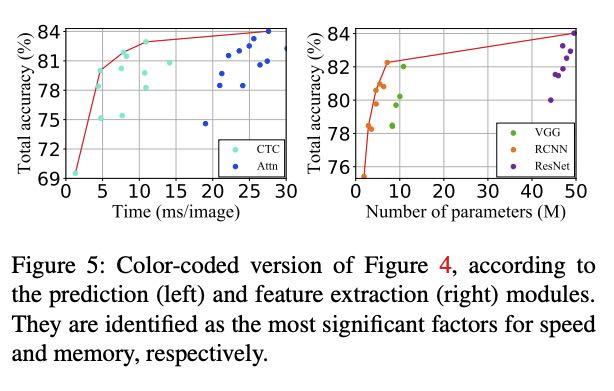 Total accuracy (%)
84
81
78
75
72
69
0
5
10
15
20
25
30
Time (ms/image)
CTC
Attn
Total accuracy (%)
84
82
80
78
76
0
10
20
30
40
50
Number of parameters (M)
VGG
RCNN
ResNet
Figure 5: Color-coded version of Figure 4, according to
the prediction (left) and feature extraction (right) modules.
They are identified as the most significant factors for speed
and memory, respectively.